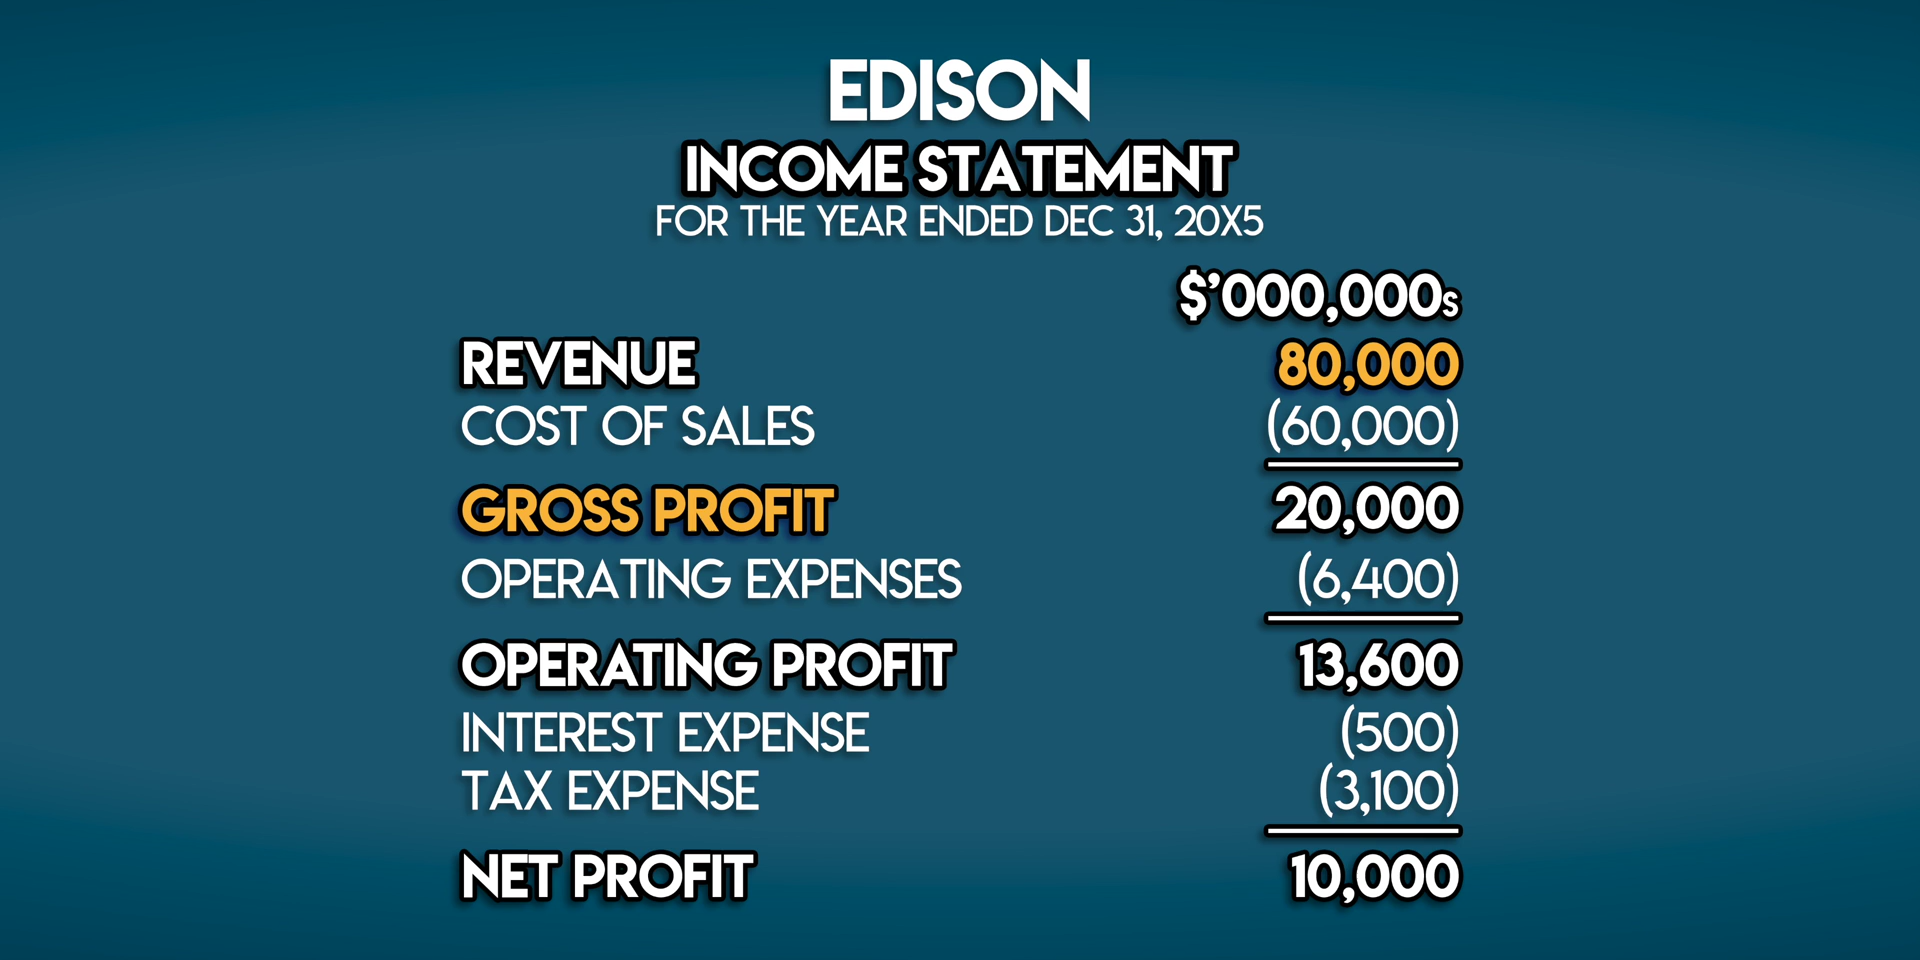 EDISON
INCOME STATEMENT
FOR THE YEAR ENDED DEC 31, 20X5
$'000,000s
REVENUE 80,000
COST OF SALES (60,000)
GROSS PROFIT 20,000
OPERATING EXPENSES (6,400)
OPERATING PROFIT 13,600
INTEREST EXPENSE (500)
TAX EXPENSE (3,100)
NET PROFIT 10,000